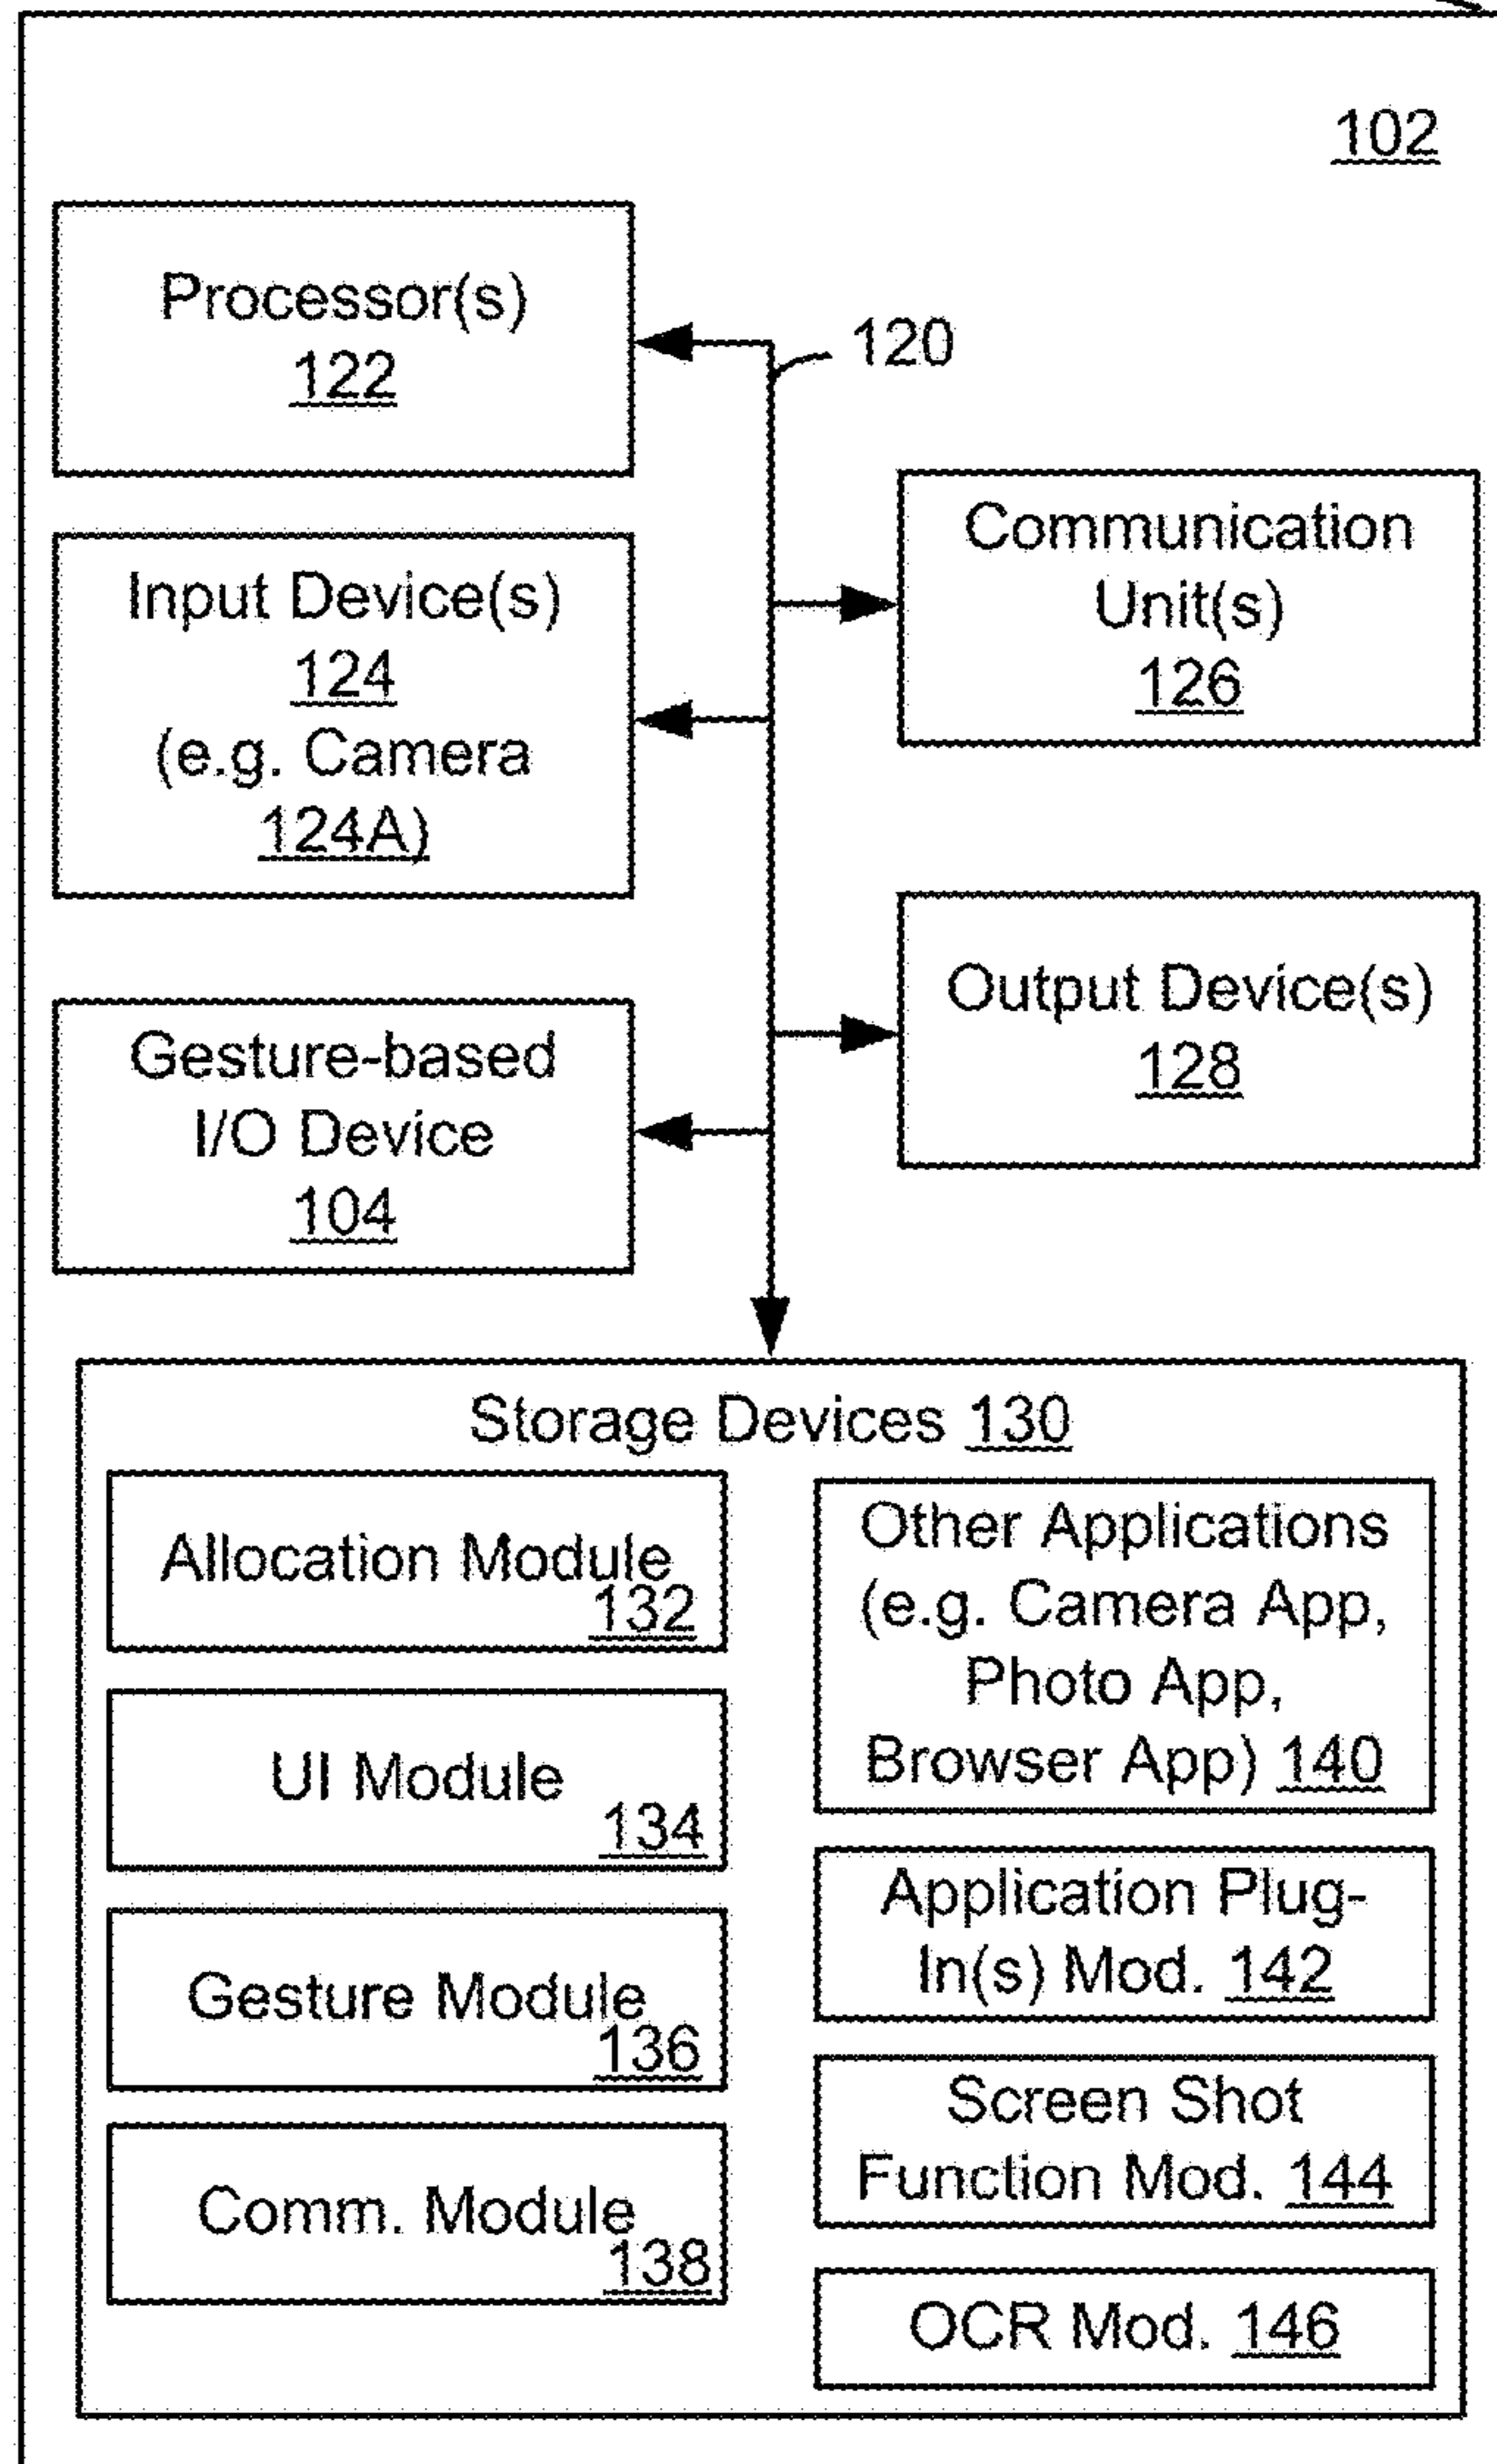 102
Processor(s)
122
120
Communication
Unit(s)
126
Input Device(s)
124
(e.g. Camera
124A)
Output Device(s)
128
Gesture-based
I/O Device
104
Storage Devices 130
Allocation Module
132
UI Module
134
Gesture Module
136
Comm. Module
138
Other Applications
(e.g. Camera App,
Photo App,
Browser App) 140
Application Plug-
In(s) Mod. 142
Screen Shot
Function Mod. 144
OCR Mod. 146